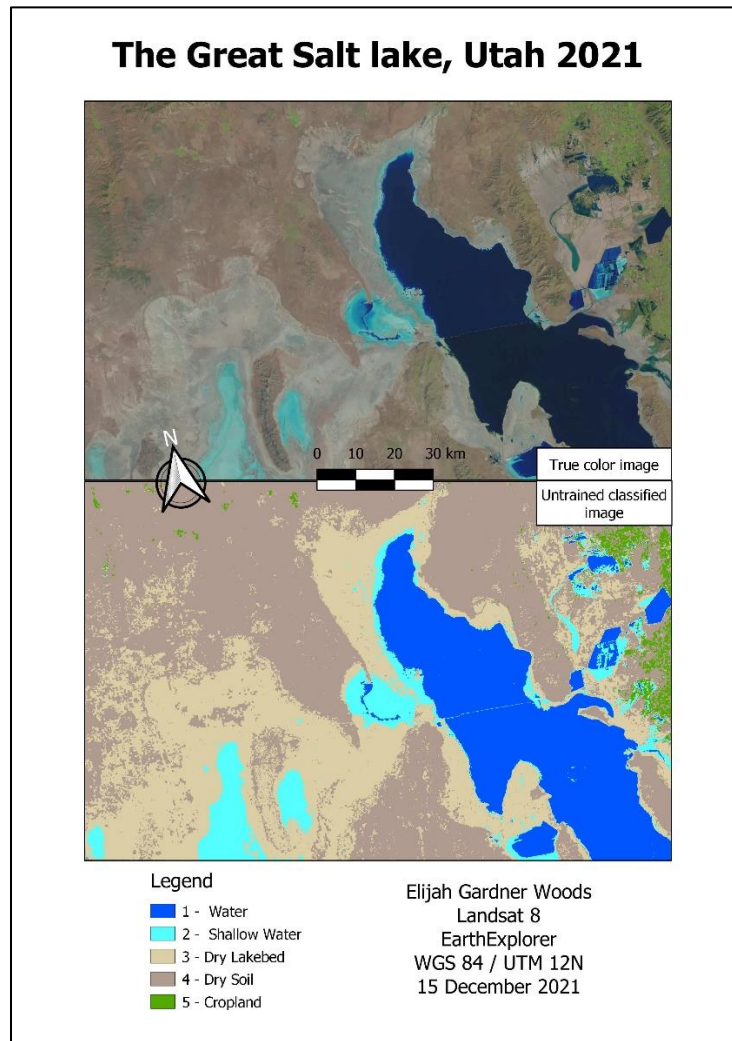 The Great Salt lake, Utah 2021
N
0 10 20 30 km
True color image
Untrained classified
image
Legend
1 - Water
2 - Shallow Water
3 - Dry Lakebed
4 - Dry Soil
5 - Cropland
Elijah Gardner Woods
Landsat 8
EarthExplorer
WGS 84 / UTM 12N
15 December 2021